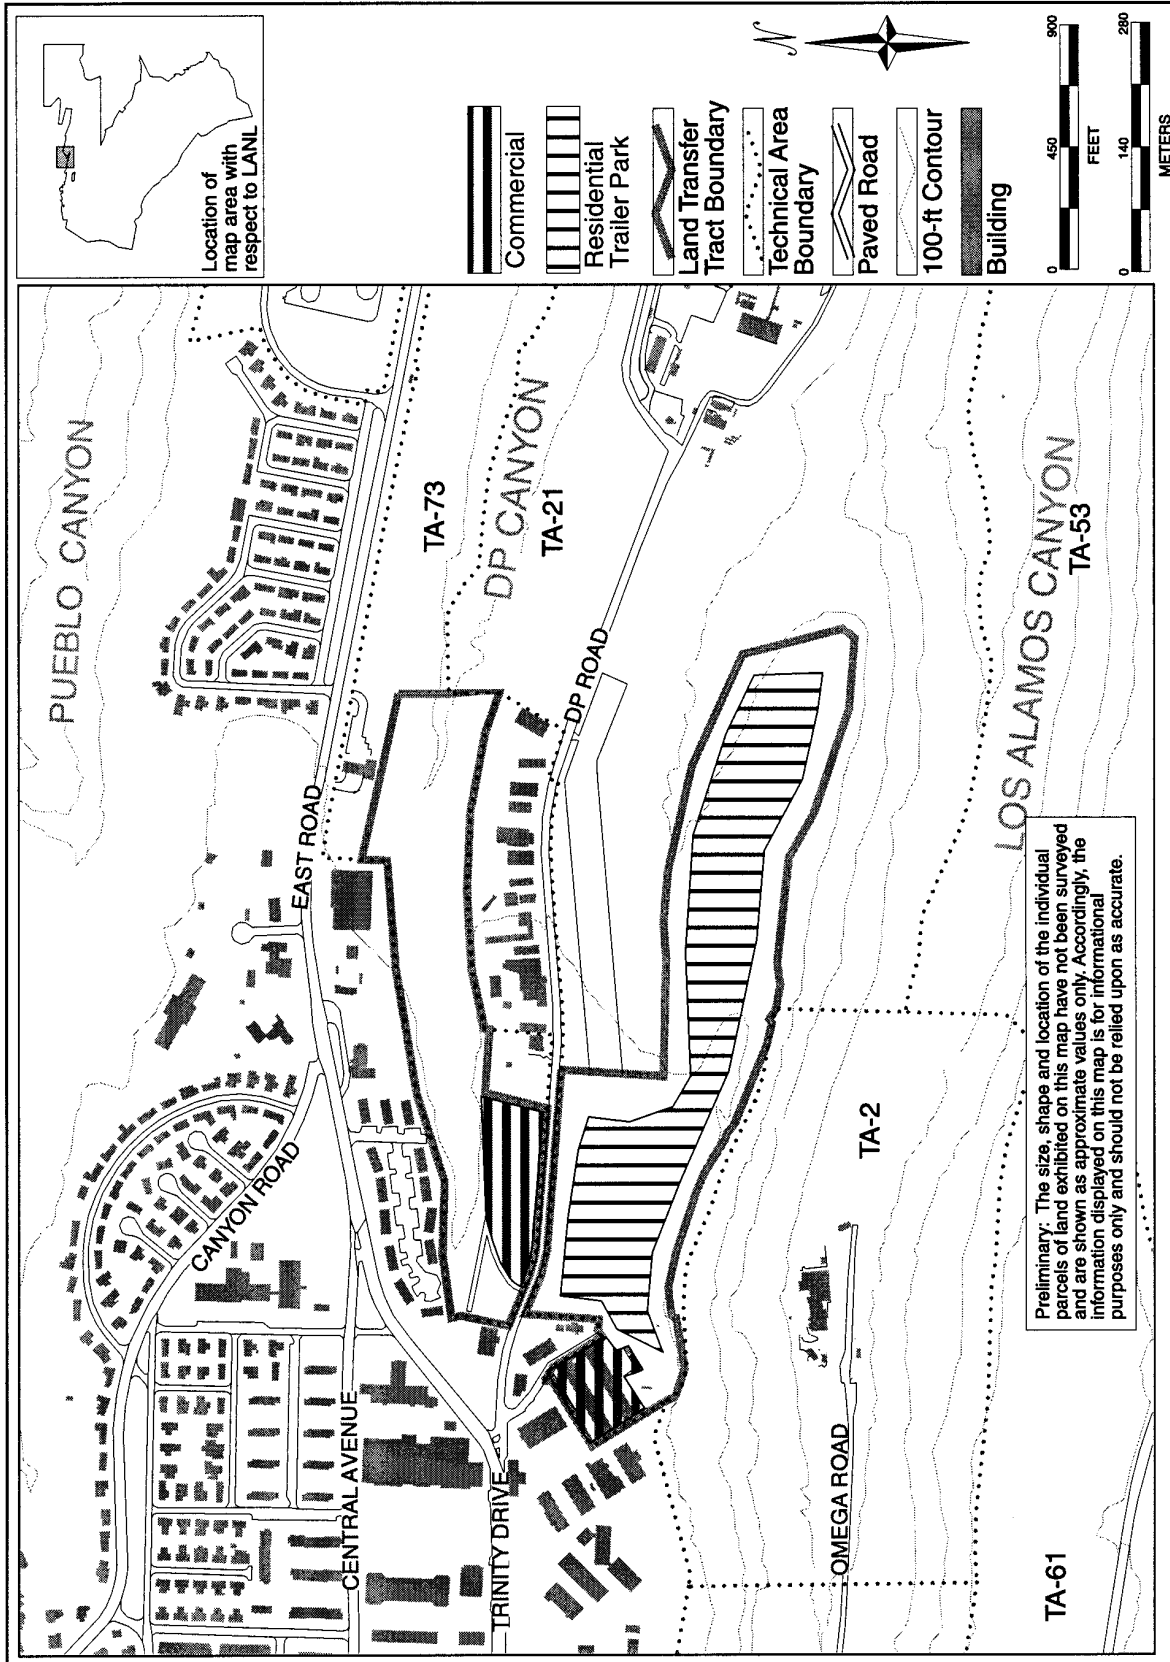 Location of
map area with
respect to LANL
Commercial
Residential
Trailer Park
Land Transfer
Tract Boundary
Technical Area
Boundary
Paved Road
100-ft Contour
Building
N
0 450 900
FEET
0 140 280
METERS
PUEBLO CANYON
TA-73
DP CANYON
TA-21
EAST ROAD
DP ROAD
CANYON ROAD
CENTRAL AVENUE
TRINITY DRIVE
LOS ALAMOS CANYON
TA-53
TA-2
OMEGA ROAD
TA-61
Preliminary: The size, shape and location of the individual
parcels of land exhibited on this map have not been surveyed
and are shown as approximate values only. Accordingly, the
information displayed on this map is for informational
purposes only and should not be relied upon as accurate.